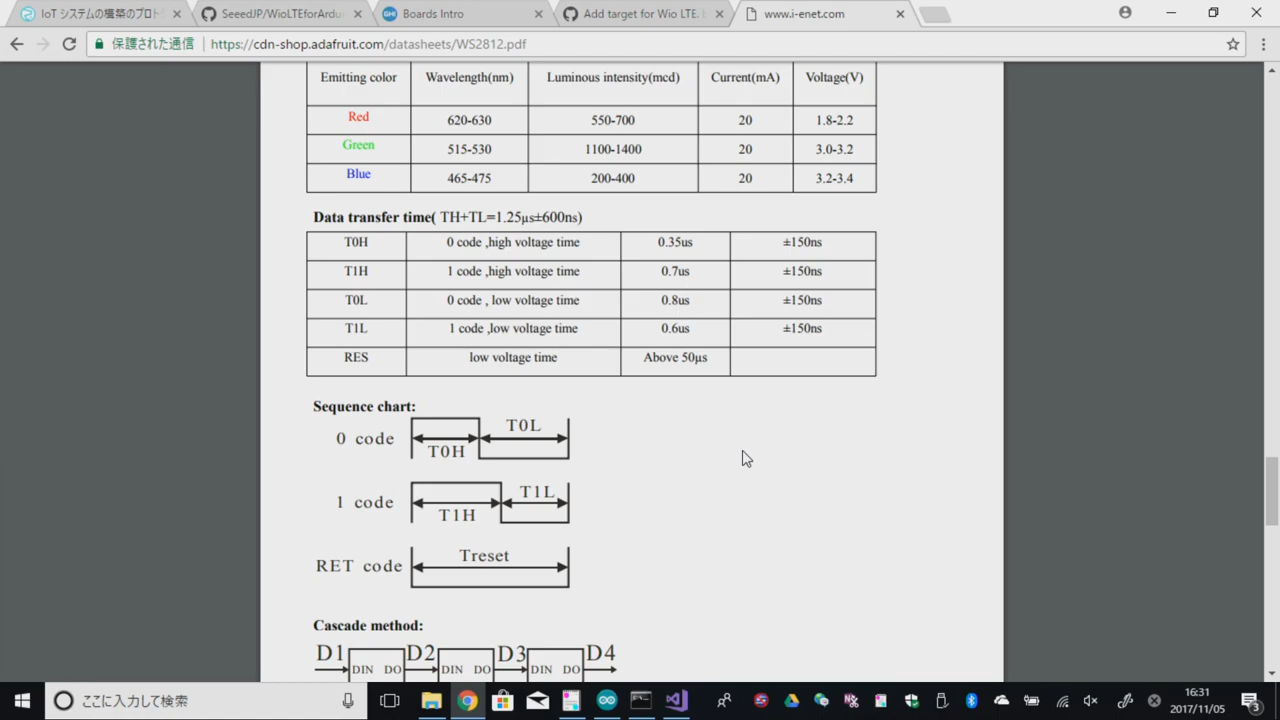 IoT システムの構築のプロト
SeeedJP/WioLTEforArdu
Boards Intro
Add target for Wio LTE. b
www.i-enet.com
保護された通信
https://cdn-shop.adafruit.com/datasheets/WS2812.pdf
Emitting color Wavelength(nm) Luminous intensity(mcd) Current(mA) Voltage(V)
Red 620-630 550-700 20 1.8-2.2
Green 515-530 1100-1400 20 3.0-3.2
Blue 465-475 200-400 20 3.2-3.4
Data transfer time( TH+TL=1.25µs±600ns)
T0H 0 code ,high voltage time 0.35us ±150ns
T1H 1 code ,high voltage time 0.7us ±150ns
T0L 0 code , low voltage time 0.8us ±150ns
T1L 1 code ,low voltage time 0.6us ±150ns
RES low voltage time Above 50µs
Sequence chart:
0 code T0H T0L
1 code T1H T1L
RET code Treset
Cascade method:
D1 D2 D3 D4
DIN DO DIN DO DIN DO
ここに入力して検索
16:31
2017/11/05
3